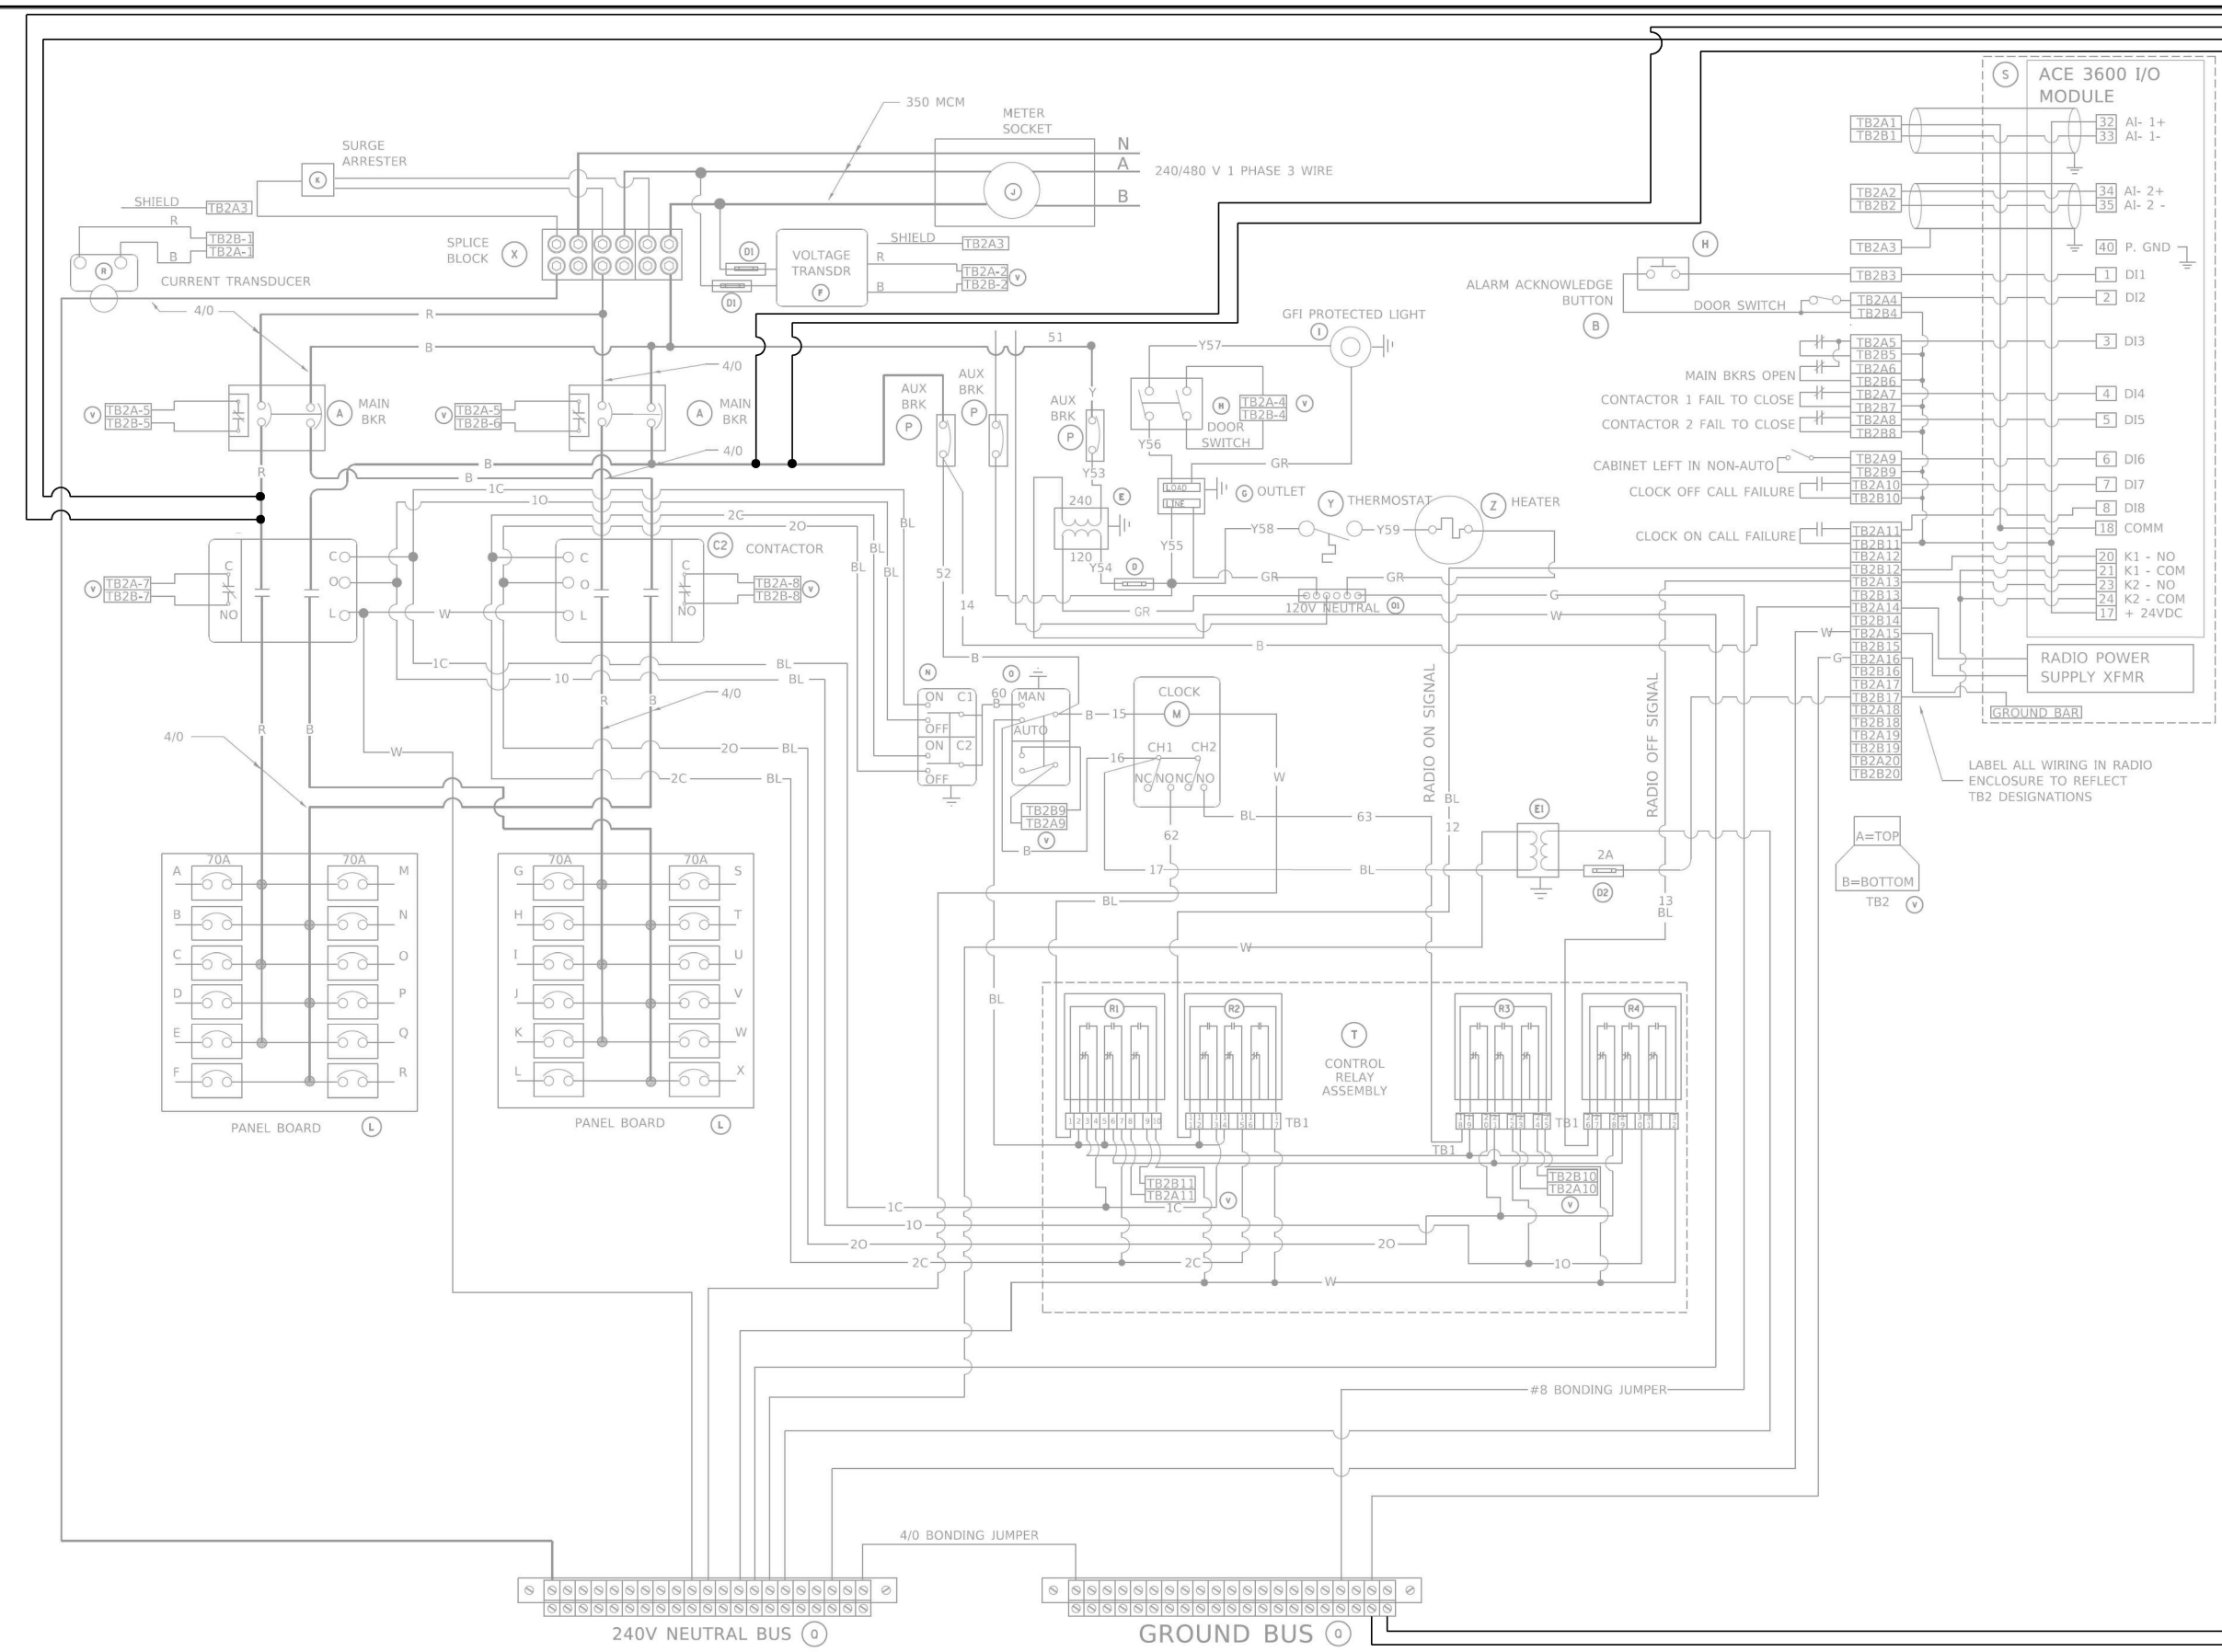 350 MCM
METER
SOCKET
N
A
B
240/480 V 1 PHASE 3 WIRE
J
SURGE
ARRESTER
K
SHIELD
TB2A3
R
TB2B-1
TB2A-1
B
R
CURRENT TRANSDUCER
4/0
SPLICE
BLOCK
X
D1
D1
VOLTAGE
TRANSDR
F
SHIELD
TB2A3
R
B
TB2A-2
TB2B-2
V
R
B
4/0
V
TB2A-5
TB2B-5
A
MAIN
BKR
V
TB2A-5
TB2B-6
A
MAIN
BKR
4/0
AUX
BRK
P
AUX
BRK
P
51
AUX
BRK
P
Y
Y53
GFI PROTECTED LIGHT
I
Y57
H
TB2A-4
TB2B-4
V
DOOR
SWITCH
Y56
GR
LOAD
LINE
G
OUTLET
Y
THERMOSTAT
Z
HEATER
Y58
Y59
Y55
240
120
E
Y54
D
GR
GR
GR
120V NEUTRAL
O1
G
W
R
B
B
1C
1O
2C
2O
BL
BL
BL
BL
52
14
C
NO
C
O
L
V
TB2A-7
TB2B-7
W
C
O
L
C
NO
C2
CONTACTOR
TB2A-8
TB2B-8
V
1C
BL
10
BL
4/0
R
B
R
B
4/0
W
2O
BL
2C
BL
B
B
N
ON
C1
OFF
ON
C2
OFF
60
B
O
MAN
AUTO
TB2B9
TB2A9
V
B
B
15
16
CLOCK
M
CH1
CH2
NC
NO
NC
NO
W
62
BL
63
17
BL
BL
RADIO ON SIGNAL
BL
12
RADIO OFF SIGNAL
13
BL
E1
2A
D2
W
BL
70A
70A
A
B
C
D
E
F
M
N
O
P
Q
R
PANEL BOARD
L
70A
70A
G
H
I
J
K
L
S
T
U
V
W
X
PANEL BOARD
L
R1
R2
R3
R4
T
CONTROL
RELAY
ASSEMBLY
TB1
TB1
TB1
TB2B11
TB2A11
V
TB2B10
TB2A10
V
1C
1C
1O
2O
2O
2C
2C
1O
W
#8 BONDING JUMPER
4/0 BONDING JUMPER
240V NEUTRAL BUS
Q
GROUND BUS
Q
S
ACE 3600 I/O
MODULE
TB2A1
TB2B1
32
AI- 1+
33
AI- 1-
TB2A2
TB2B2
34
AI- 2+
35
AI- 2 -
TB2A3
40
P. GND
H
ALARM ACKNOWLEDGE
BUTTON
B
TB2B3
1
DI1
DOOR SWITCH
TB2A4
TB2B4
2
DI2
TB2A5
TB2B5
TB2A6
TB2B6
3
DI3
MAIN BKRS OPEN
CONTACTOR 1 FAIL TO CLOSE
TB2A7
TB2B7
4
DI4
CONTACTOR 2 FAIL TO CLOSE
TB2A8
TB2B8
5
DI5
CABINET LEFT IN NON-AUTO
TB2A9
TB2B9
6
DI6
CLOCK OFF CALL FAILURE
TB2A10
TB2B10
7
DI7
8
DI8
CLOCK ON CALL FAILURE
TB2A11
TB2B11
18
COMM
TB2A12
TB2B12
TB2A13
TB2B13
TB2A14
TB2B14
TB2A15
TB2B15
TB2A16
TB2B16
TB2A17
TB2B17
TB2A18
TB2B18
TB2A19
TB2B19
TB2A20
TB2B20
20
K1 - NO
21
K1 - COM
23
K2 - NO
24
K2 - COM
17
+ 24VDC
W
G
RADIO POWER
SUPPLY XFMR
GROUND BAR
LABEL ALL WIRING IN RADIO
ENCLOSURE TO REFLECT
TB2 DESIGNATIONS
A=TOP
B=BOTTOM
TB2
V